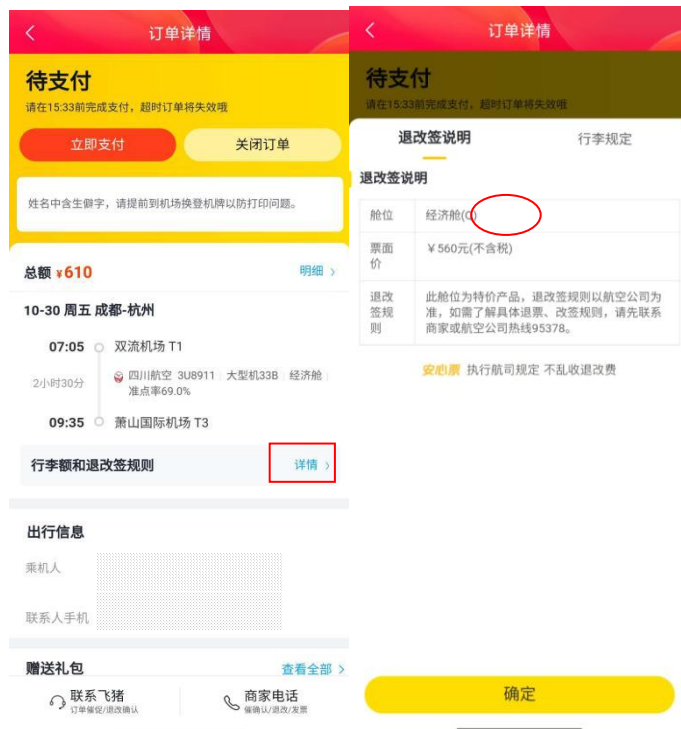 订单详情
待支付
请在15:33前完成支付，超时订单将失效哦
立即支付
关闭订单
姓名中含生僻字，请提前到机场换登机牌以防打印问题。
总额 ¥610
明细
10-30 周五 成都-杭州
07:05 双流机场 T1
2小时30分
四川航空 3U8911 大型机33B 经济舱
准点率69.0%
09:35 萧山国际机场 T3
行李额和退改签规则
详情
出行信息
乘机人
联系人手机
赠送礼包
查看全部
联系飞猪
订单催促/退改确认
商家电话
催确认/退改/发票
订单详情
待支付
请在15:33前完成支付，超时订单将失效哦
退改签说明
行李规定
退改签说明
舱位
经济舱(C)
票面
价
￥560元(不含税)
退改
签规
则
此舱位为特价产品，退改签规则以航空公司为
准，如需了解具体退票、改签规则，请先联系
商家或航空公司热线95378。
安心票 执行航司规定 不乱收退改费
确定